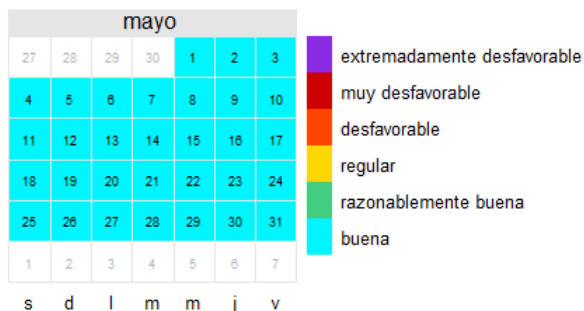 mayo
27 28 29 30 1 2 3
4 5 6 7 8 9 10
11 12 13 14 15 16 17
18 19 20 21 22 23 24
25 26 27 28 29 30 31
1 2 3 4 5 6 7
s d l m m j v
extremadamente desfavorable
muy desfavorable
desfavorable
regular
razonablemente buena
buena